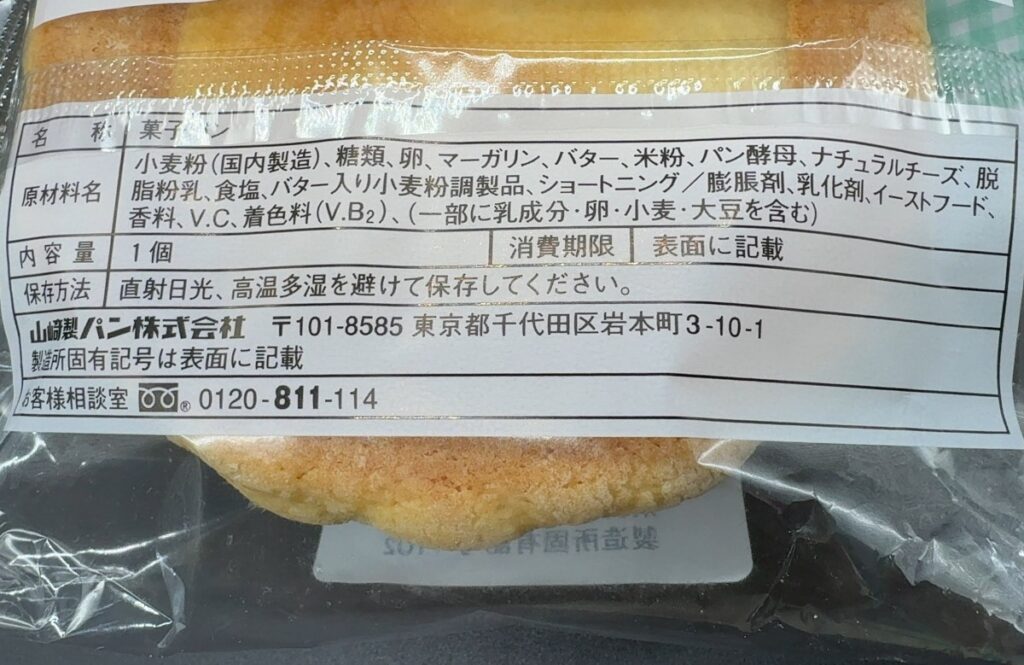 名称 菓子パン
原材料名 小麦粉(国内製造)、糖類、卵、マーガリン、バター、米粉、パン酵母、ナチュラルチーズ、脱
脂粉乳、食塩、バター入り小麦粉調製品、ショートニング／膨脹剤、乳化剤、イーストフード、
香料、V.C、着色料(V.B₂)、(一部に乳成分・卵・小麦・大豆を含む)
内容量 1個 消費期限 表面に記載
保存方法 直射日光、高温多湿を避けて保存してください。
山崎製パン株式会社 〒101-8585 東京都千代田区岩本町3-10-1
製造所固有記号は表面に記載
お客様相談室 ® 0120-811-114
製造所固有記号